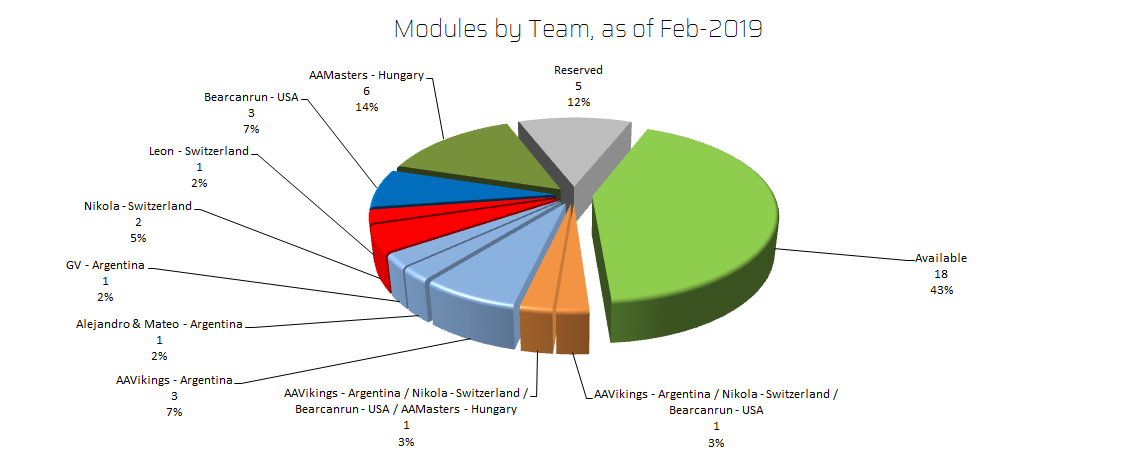 Modules by Team, as of Feb-2019
Reserved
5
12%
AAMasters - Hungary
6
14%
Bearcanrun - USA
3
7%
Leon - Switzerland
1
2%
Nikola - Switzerland
2
5%
GV - Argentina
1
2%
Alejandro & Mateo - Argentina
1
2%
AAVikings - Argentina
3
7%
AAVikings - Argentina / Nikola - Switzerland /
Bearcanrun - USA / AAMasters - Hungary
1
3%
AAVikings - Argentina / Nikola - Switzerland /
Bearcanrun - USA
1
3%
Available
18
43%